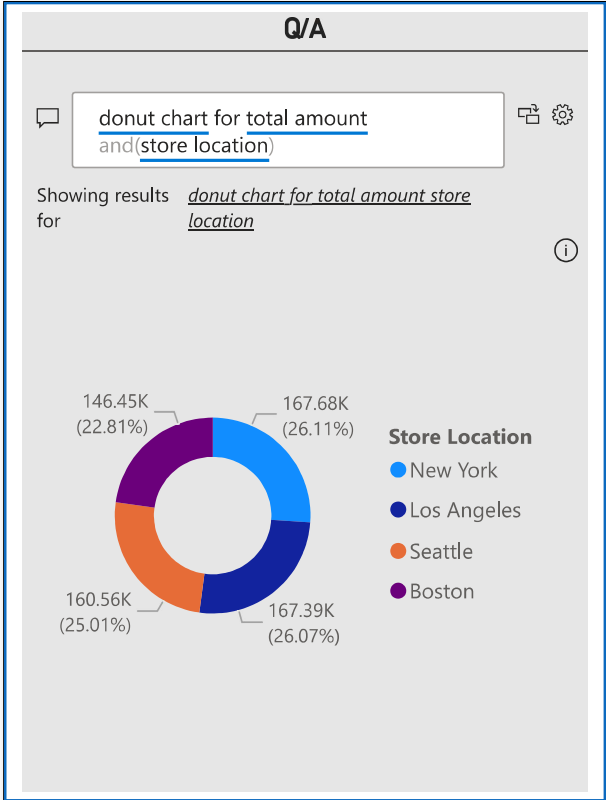 Q/A
donut chart for total amount
and(store location)
Showing results
for
donut chart for total amount store
location
146.45K
(22.81%)
167.68K
(26.11%)
160.56K
(25.01%)
167.39K
(26.07%)
Store Location
New York
Los Angeles
Seattle
Boston